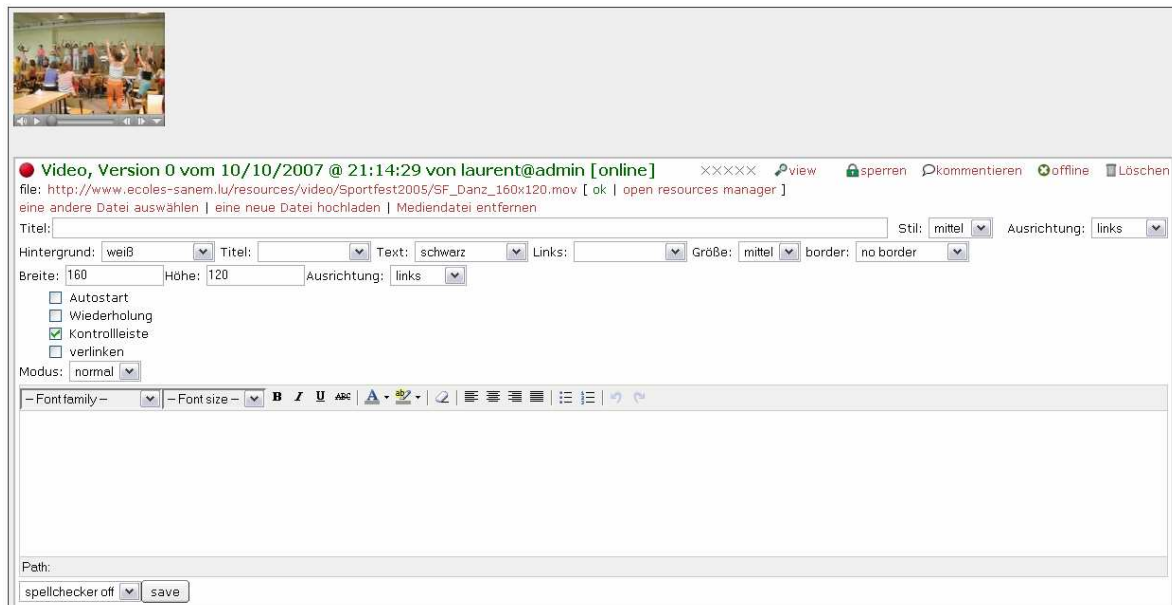 Video, Version 0 vom 10/10/2007 @ 21:14:29 von laurent@admin [online] XXXXX view sperren kommentieren offline Löschen
file: http://www.ecoles-sanem.lu/resources/video/Sportfest2005/SF_Danz_160x120.mov [ ok | open resources manager ]
eine andere Datei auswählen | eine neue Datei hochladen | Mediendatei entfernen
Titel: Stil: mittel Ausrichtung: links
Hintergrund: weiß Titel: Text: schwarz Links: Größe: mittel border: no border
Breite: 160 Höhe: 120 Ausrichtung: links
Autostart
Wiederholung
Kontrollleiste
verlinken
Modus: normal
– Font family – – Font size – B I U ABC A ab
Path:
spellchecker off save